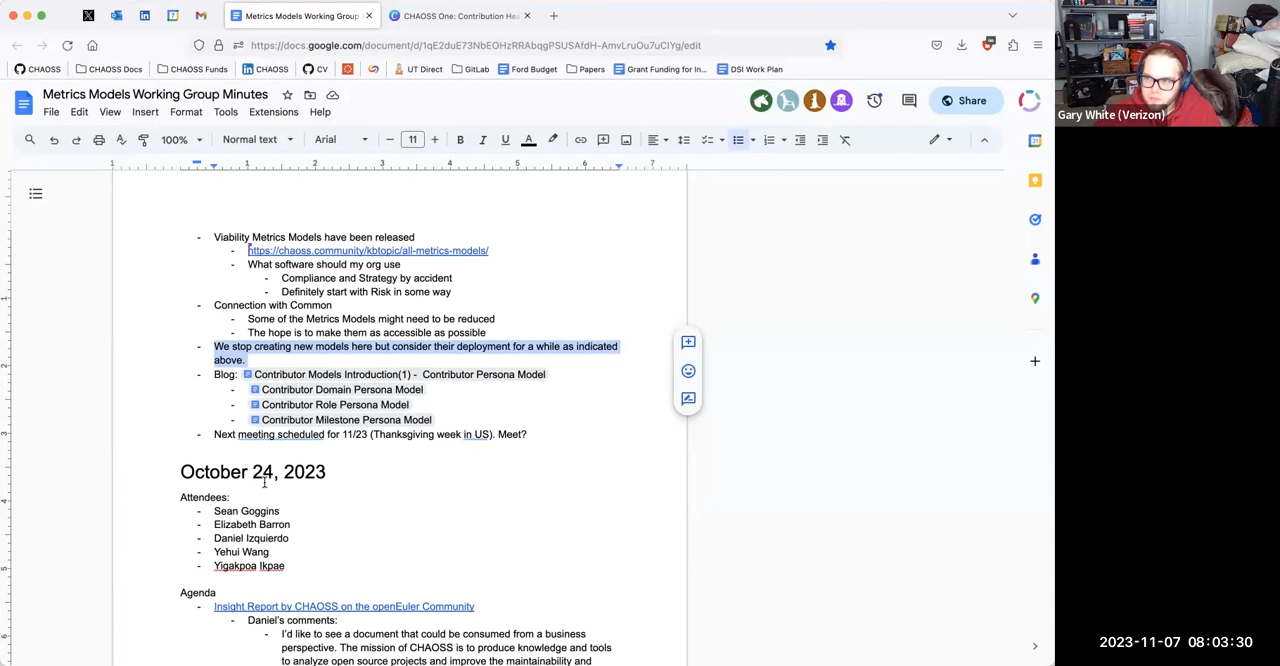 Metrics Models Working Group
CHAOSS One: Contribution Hea
https://docs.google.com/document/d/1qE2duE73NbEOHzRRAbqgPSUSAfdH-AmvLruOu7uCIYg/edit
CHAOSS
CHAOSS Docs
CHAOSS Funds
CHAOSS
CV
UT Direct
GitLab
Ford Budget
Papers
Grant Funding for In...
DSI Work Plan
Metrics Models Working Group Minutes
File Edit View Insert Format Tools Extensions Help
Share
100% Normal text Arial 11
1 1 2 3 4 5 6 7
- Viability Metrics Models have been released
- https://chaoss.community/kbtopic/all-metrics-models/
- What software should my org use
- Compliance and Strategy by accident
- Definitely start with Risk in some way
- Connection with Common
- Some of the Metrics Models might need to be reduced
- The hope is to make them as accessible as possible
- We stop creating new models here but consider their deployment for a while as indicated
above.
- Blog: Contributor Models Introduction(1) - Contributor Persona Model
- Contributor Domain Persona Model
- Contributor Role Persona Model
- Contributor Milestone Persona Model
- Next meeting scheduled for 11/23 (Thanksgiving week in US). Meet?
October 24, 2023
Attendees:
- Sean Goggins
- Elizabeth Barron
- Daniel Izquierdo
- Yehui Wang
- Yigakpoa Ikpae
Agenda
- Insight Report by CHAOSS on the openEuler Community
- Daniel's comments:
- I'd like to see a document that could be consumed from a business
perspective. The mission of CHAOSS is to produce knowledge and tools
to analyze open source projects and improve the maintainability and
Gary White (Verizon)
2023-11-07 08:03:30